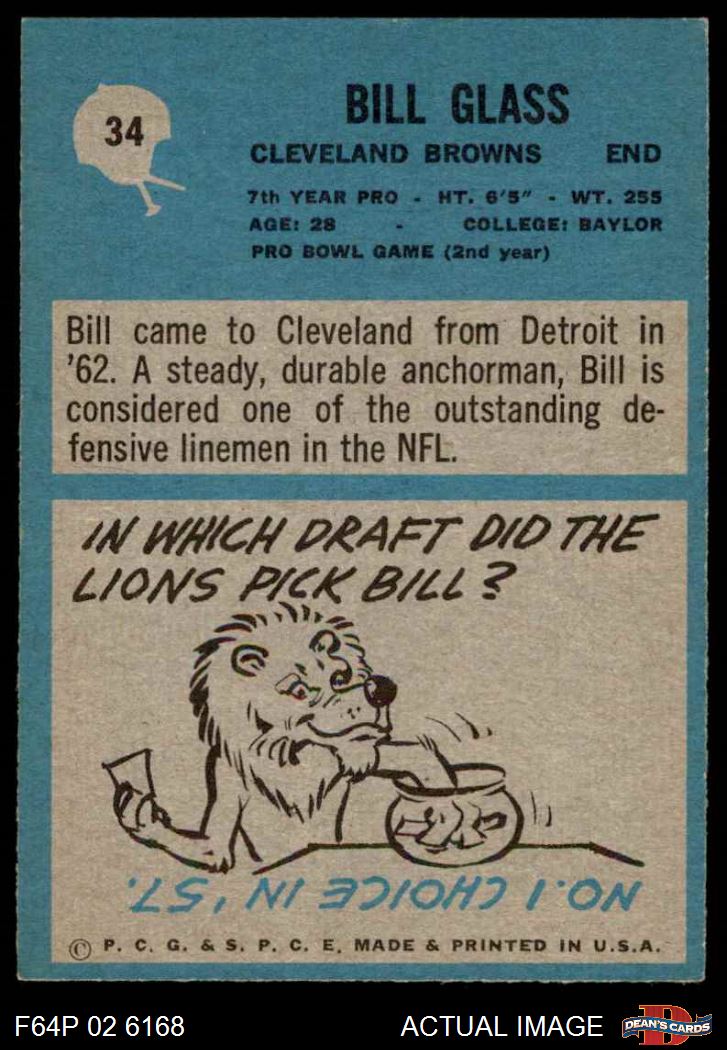 34
BILL GLASS
CLEVELAND BROWNS END
7th YEAR PRO - HT. 6'5" - WT. 255
AGE: 28 - COLLEGE: BAYLOR
PRO BOWL GAME (2nd year)
Bill came to Cleveland from Detroit in
'62. A steady, durable anchorman, Bill is
considered one of the outstanding de-
fensive linemen in the NFL.
IN WHICH DRAFT DID THE
LIONS PICK BILL?
NO. 1 CHOICE IN '57.
© P. C. G. & S. P. C. E. MADE & PRINTED IN U.S.A.
F64P 02 6168 ACTUAL IMAGE
D
DEAN'S CARDS